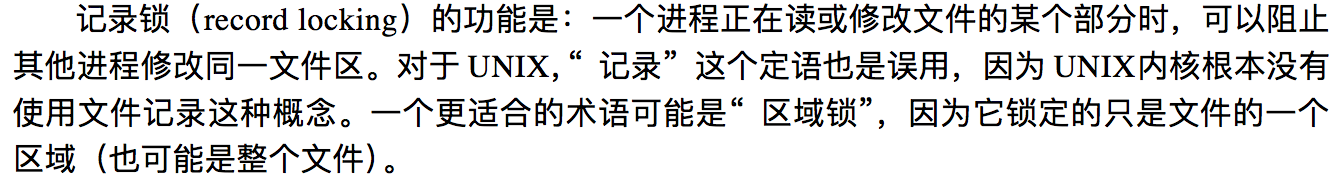 记录锁（record locking）的功能是：一个进程正在读或修改文件的某个部分时，可以阻止
其他进程修改同一文件区。对于 UNIX，“ 记录”这个定语也是误用，因为 UNIX内核根本没有
使用文件记录这种概念。一个更适合的术语可能是“ 区域锁”，因为它锁定的只是文件的一个
区域（也可能是整个文件）。